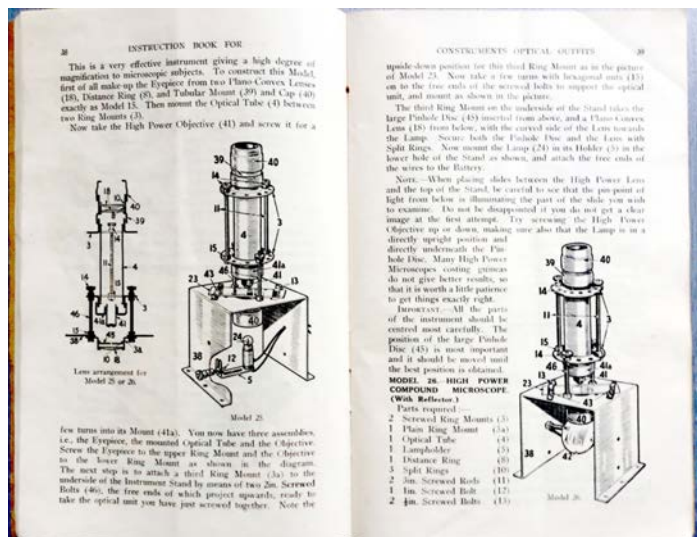 38
INSTRUCTION BOOK FOR
This is a very effective instrument giving a high degree of
magnification to microscopic subjects. To construct this Model,
first of all make up the Eyepiece from two Plano-Convex Lenses
(18), Distance Ring (8), and Tubular Mount (39) and Cap (40)
exactly as Model 15. Then mount the Optical Tube (4) between
two Ring Mounts (3).
Now take the High Power Objective (41) and screw it for a
Lens arrangement for
Model 25 or 26.
Model 25.
few turns into its Mount (41a). You now have three assemblies,
i.e., the Eyepiece, the mounted Optical Tube and the Objective.
Screw the Eyepiece to the upper Ring Mount and the Objective
to the lower Ring Mount as shown in the diagram.
The next step is to attach a third Ring Mount (3a) to the
underside of the Instrument Stand by means of two 2in. Screwed
Bolts (46), the free ends of which project upwards, ready to
take the optical unit you have just screwed together. Note the
CONSTRUMENTS OPTICAL OUTFITS
39
upside-down position for this third Ring Mount as in the picture
of Model 25. Now take a few turns with hexagonal nuts (15)
on to the free ends of the screwed bolts to support the optical
unit, and mount as shown in the picture.
The third Ring Mount on the underside of the Stand takes the
large Pinhole Disc (45) inserted from above, and a Plano Convex
Lens (18) from below, with the curved side of the Lens towards
the Lamp. Secure both the Pinhole Disc and the Lens with
Split Rings. Now mount the Lamp (24) in its Holder (5) in the
lower hole of the Stand as shown, and attach the free ends of
the wires to the Battery.
NOTE.—When placing slides between the High Power Lens
and the top of the Stand, be careful to see that the pin-point of
light from below is illuminating the part of the slide you wish
to examine. Do not be disappointed if you do not get a clear
image at the first attempt. Try screwing the High Power
Objective up or down, making sure also that the Lamp is in a
directly upright position and
directly underneath the Pin-
hole Disc. Many High Power
Microscopes costing guineas
do not give better results, so
that it is worth a little patience
to get things exactly right.
IMPORTANT.—All the parts
of the instrument should be
centred most carefully. The
position of the large Pinhole
Disc (45) is most important
and it should be moved until
the best position is obtained.
MODEL 26.—HIGH POWER
COMPOUND MICROSCOPE.
(With Reflector.)
Parts required:—
2 Screwed Ring Mounts (3)
1 Plain Ring Mount (3a)
1 Optical Tube (4)
1 Lampholder (5)
1 Distance Ring (8)
3 Split Rings (10)
2 3in. Screwed Rods (11)
1 1in. Screwed Bolt (12)
2 ½in. Screwed Bolts (13)
Model 26.